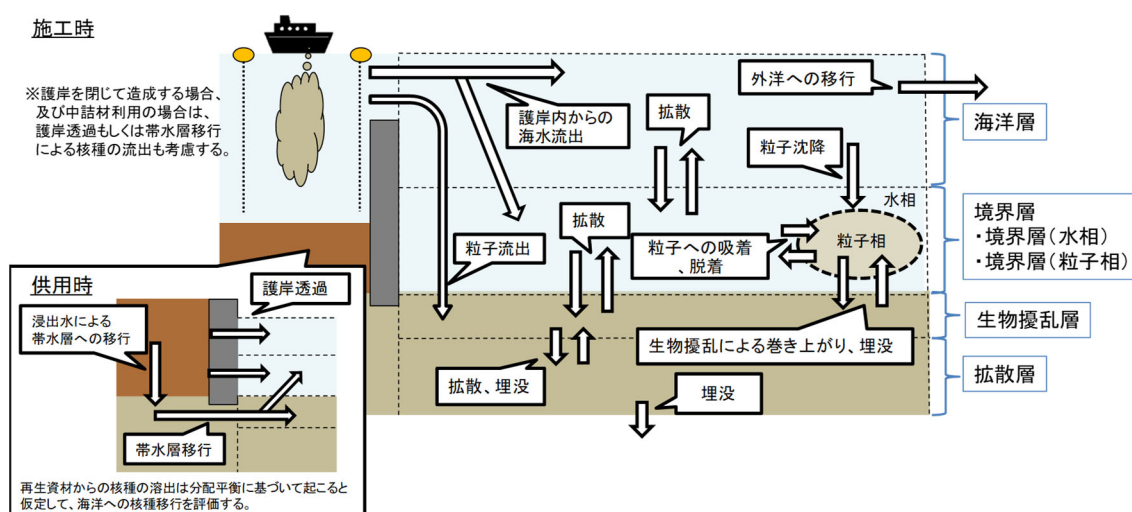 施工時
※護岸を閉じて造成する場合、
及び中詰材利用の場合は、
護岸透過もしくは帯水層移行
による核種の流出も考慮する。
護岸内からの
海水流出
拡散
外洋への移行
粒子沈降
海洋層
水相
粒子相
拡散
粒子への吸着
、脱着
粒子流出
境界層
・境界層(水相)
・境界層(粒子相)
生物擾乱層
生物擾乱による巻き上がり、埋没
拡散、埋没
埋没
拡散層
供用時
護岸透過
浸出水による
帯水層への移行
帯水層移行
再生資材からの核種の溶出は分配平衡に基づいて起こると
仮定して、海洋への核種移行を評価する。